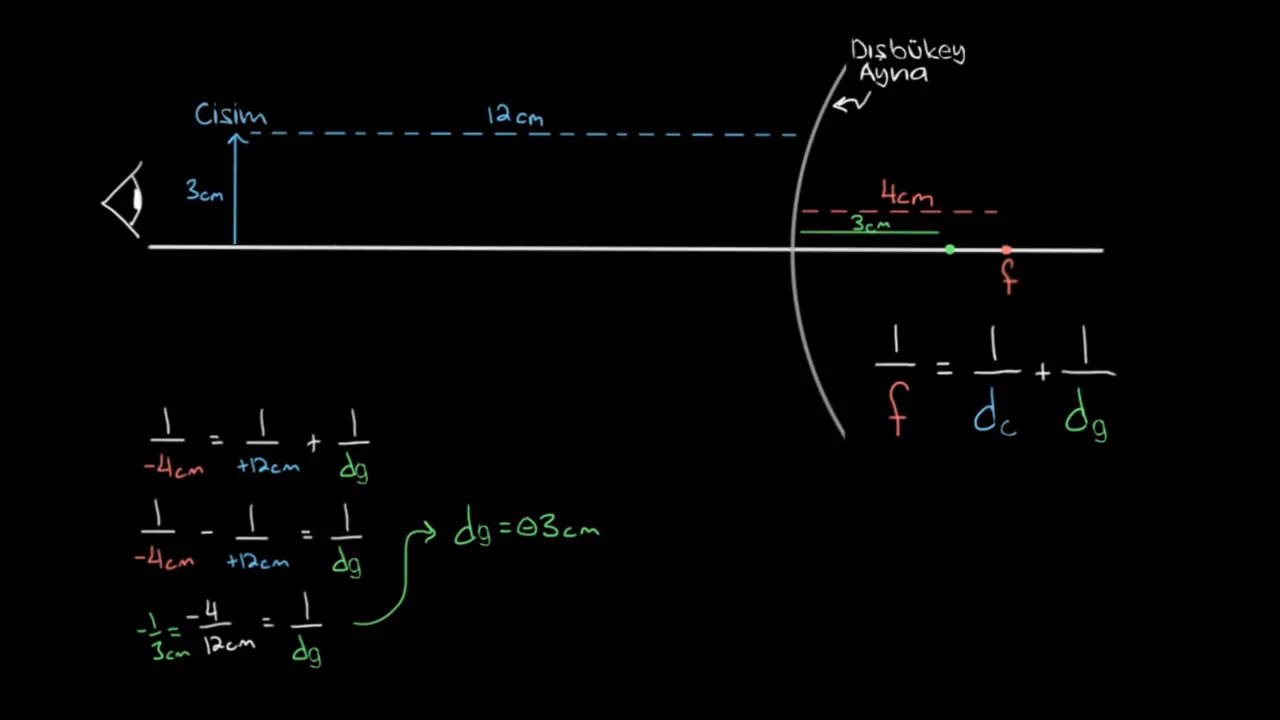 Dışbükey
Ayna
Cisim
12cm
3cm
4cm
3cm
f
1/f = 1/dc + 1/dg
1/-4cm = 1/+12cm + 1/dg
1/-4cm - 1/+12cm = 1/dg
dg = ⊖3cm
-1/3cm = -4/12cm = 1/dg